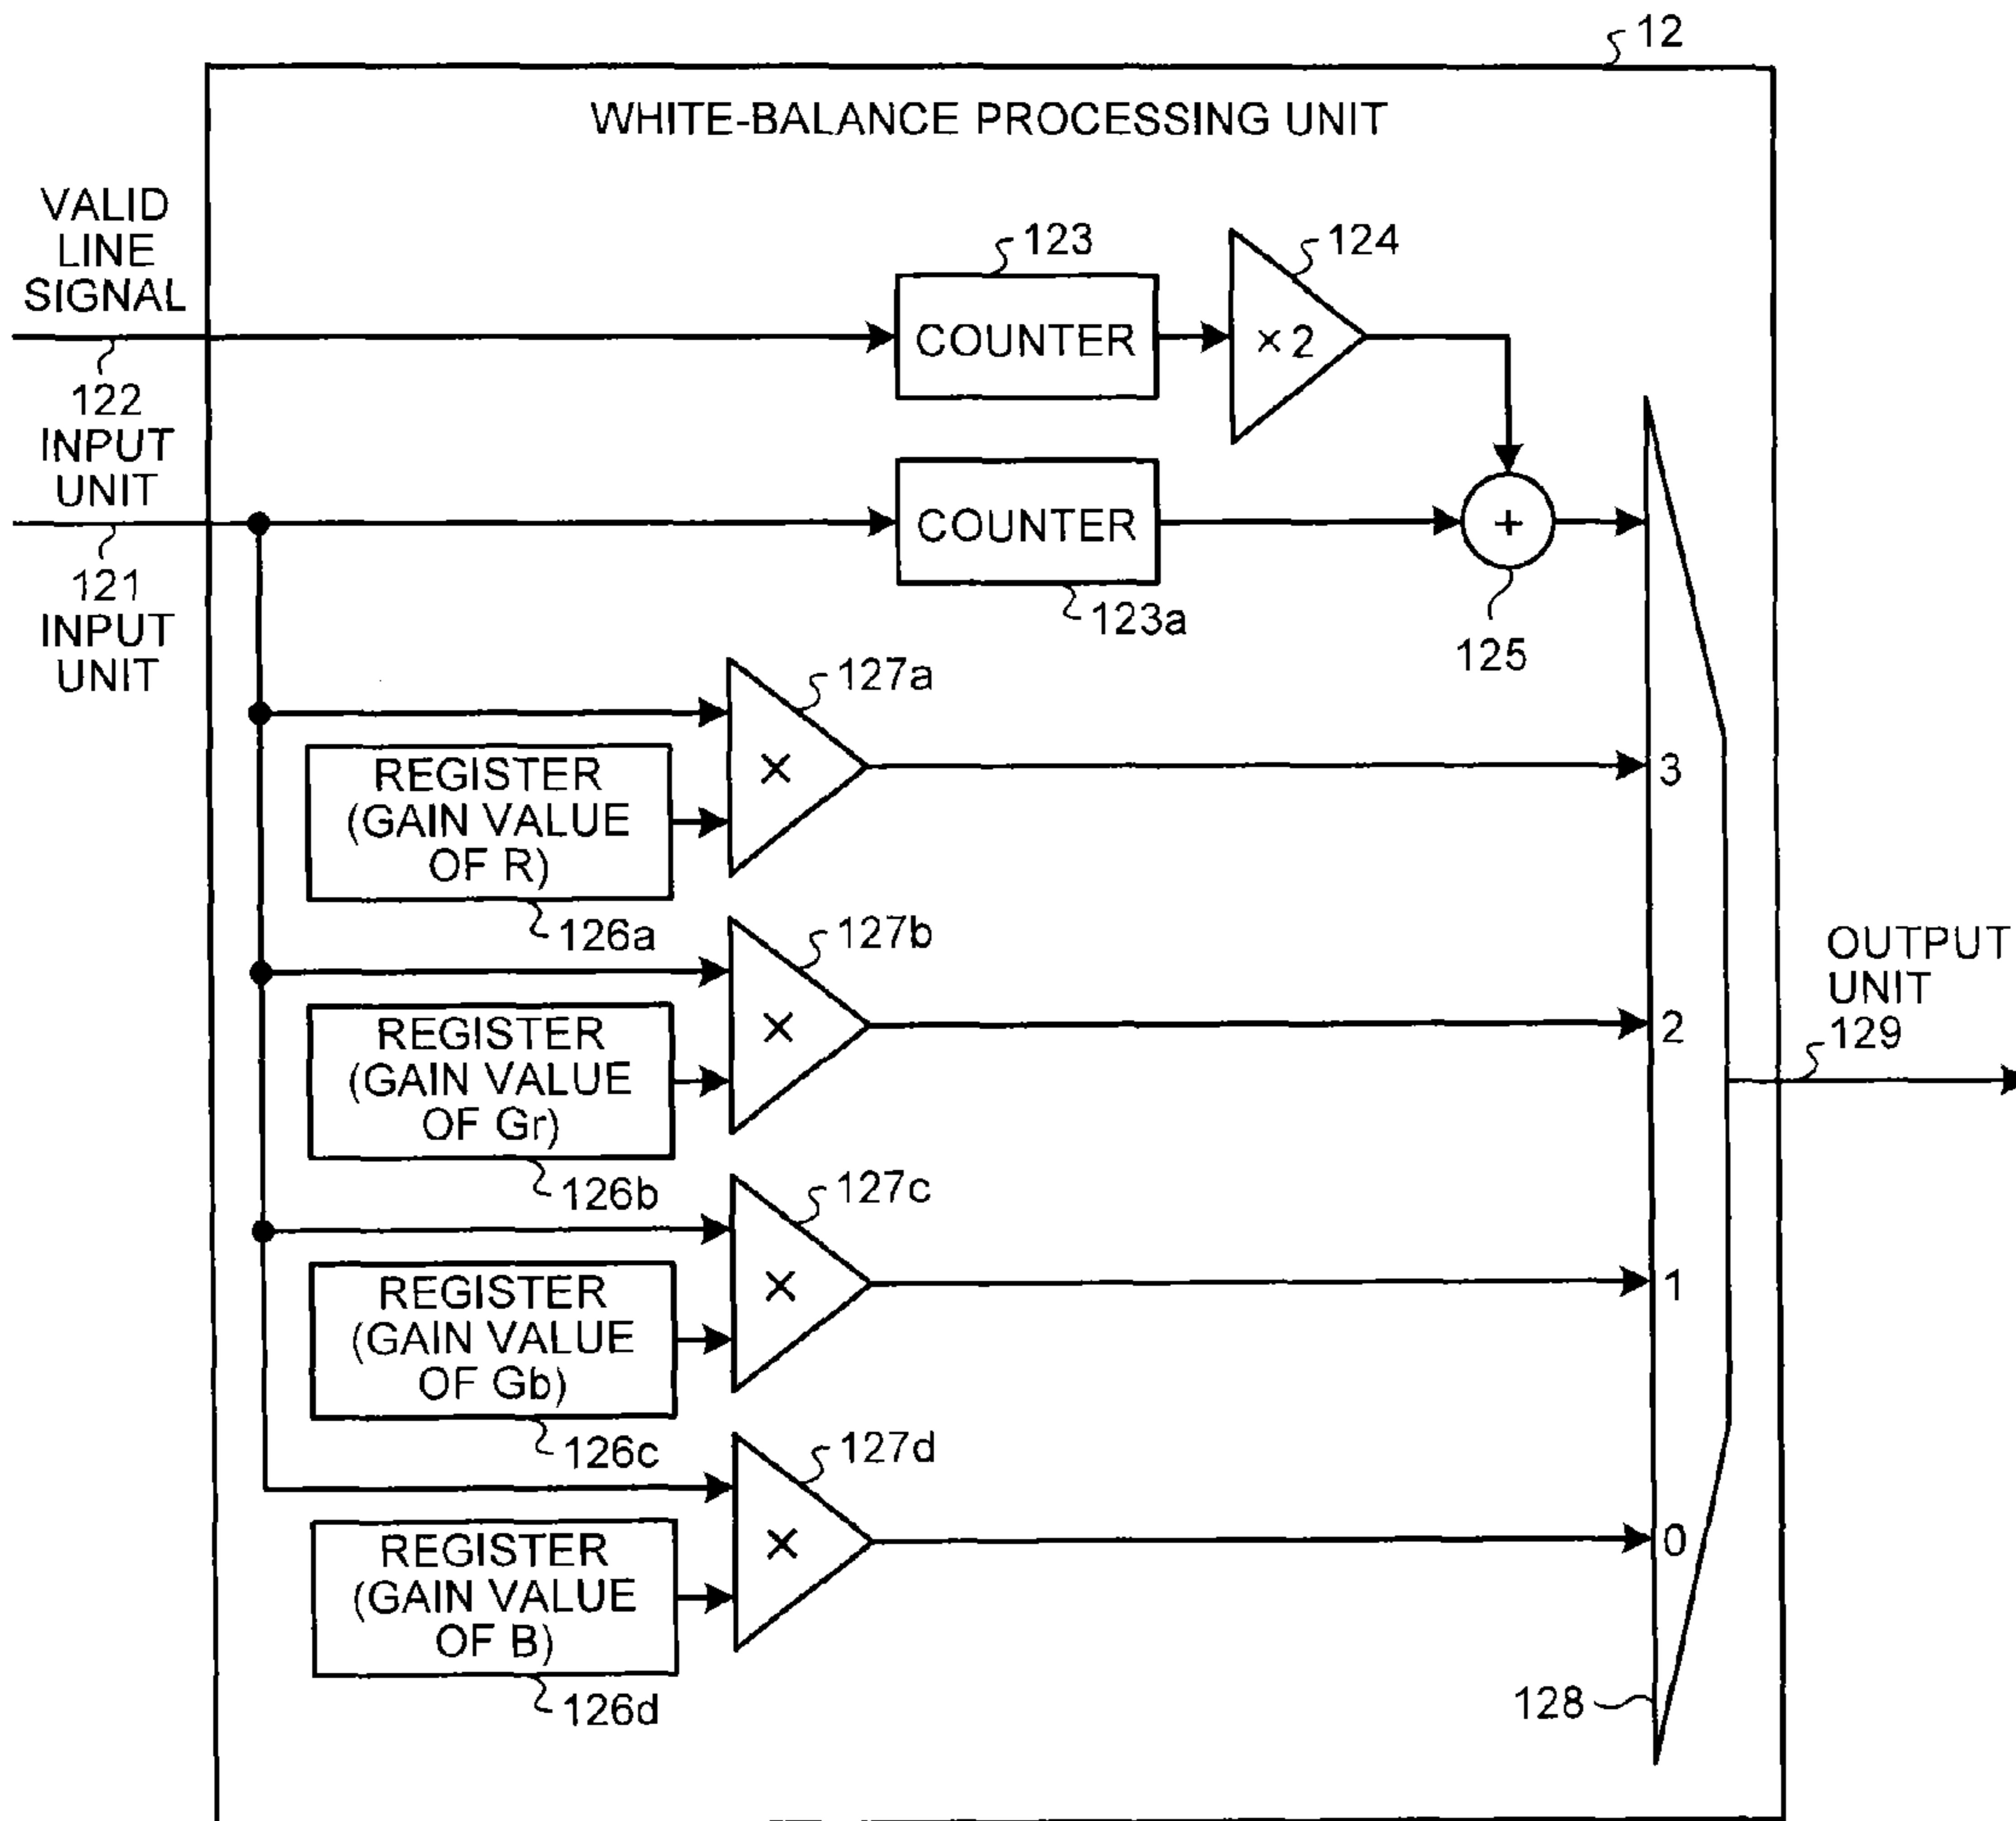 12
WHITE-BALANCE PROCESSING UNIT
VALID
LINE
SIGNAL
122
INPUT
UNIT
121
INPUT
UNIT
123
COUNTER
124
×2
COUNTER
123a
+
125
127a
×
3
REGISTER
(GAIN VALUE
OF R)
126a
127b
×
2
REGISTER
(GAIN VALUE
OF Gr)
126b
OUTPUT
UNIT
129
127c
×
1
REGISTER
(GAIN VALUE
OF Gb)
126c
127d
×
0
REGISTER
(GAIN VALUE
OF B)
126d
128